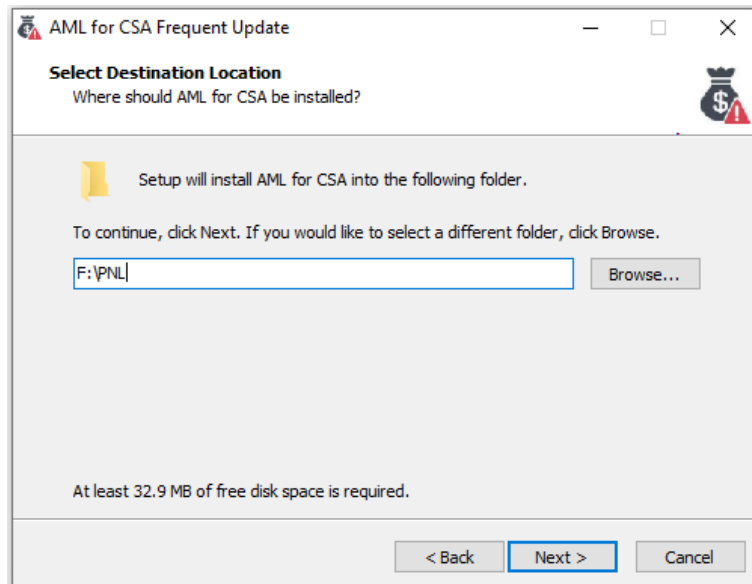 AML for CSA Frequent Update
Select Destination Location
Where should AML for CSA be installed?
$
Setup will install AML for CSA into the following folder.
To continue, click Next. If you would like to select a different folder, click Browse.
F:\PNL
Browse...
At least 32.9 MB of free disk space is required.
< Back
Next >
Cancel